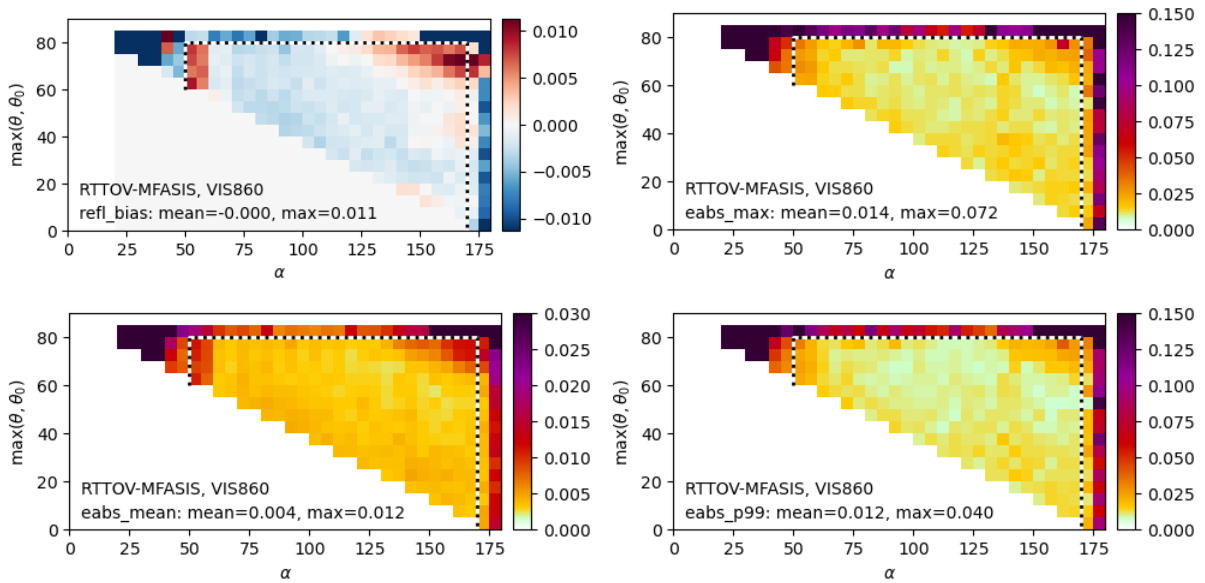 80
60
40
20
0
max(θ, θ₀)
RTTOV-MFASIS, VIS860
refl_bias: mean=-0.000, max=0.011
0 25 50 75 100 125 150 175
α
0.010
0.005
0.000
−0.005
−0.010
80
60
40
20
0
max(θ, θ₀)
RTTOV-MFASIS, VIS860
eabs_max: mean=0.014, max=0.072
0 25 50 75 100 125 150 175
α
0.150
0.125
0.100
0.075
0.050
0.025
0.000
80
60
40
20
0
max(θ, θ₀)
RTTOV-MFASIS, VIS860
eabs_mean: mean=0.004, max=0.012
0 25 50 75 100 125 150 175
α
0.030
0.025
0.020
0.015
0.010
0.005
0.000
80
60
40
20
0
max(θ, θ₀)
RTTOV-MFASIS, VIS860
eabs_p99: mean=0.012, max=0.040
0 25 50 75 100 125 150 175
α
0.150
0.125
0.100
0.075
0.050
0.025
0.000